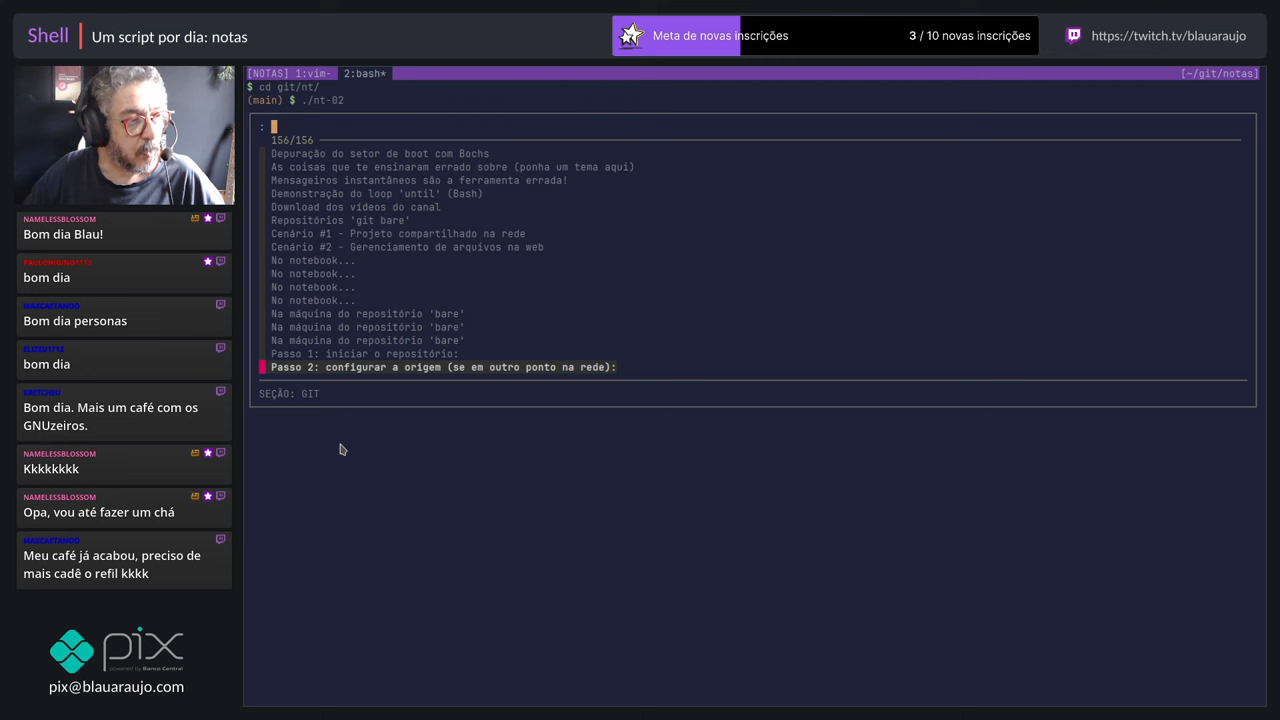 Shell
Um script por dia: notas
Meta de novas inscrições
3 / 10 novas inscrições
https://twitch.tv/blauaraujo
[NOTAS] 1:vim- 2:bash*
[~/git/notas]
$ cd git/nt/
(main) $ ./nt-02
:
156/156
Depuração do setor de boot com Bochs
As coisas que te ensinaram errado sobre (ponha um tema aqui)
Mensageiros instantâneos são a ferramenta errada!
Demonstração do loop 'until' (Bash)
Download dos vídeos do canal
Repositórios 'git bare'
Cenário #1 - Projeto compartilhado na rede
Cenário #2 - Gerenciamento de arquivos na web
No notebook...
No notebook...
No notebook...
No notebook...
Na máquina do repositório 'bare'
Na máquina do repositório 'bare'
Na máquina do repositório 'bare'
Passo 1: iniciar o repositório:
Passo 2: configurar a origem (se em outro ponto na rede):
SEÇÃO: GIT
NAMELESSBLOSSOM
Bom dia Blau!
bom dia
MAXCAETANOO
Bom dia personas
bom dia
Bom dia. Mais um café com os
GNUzeiros.
NAMELESSBLOSSOM
Kkkkkkkk
NAMELESSBLOSSOM
Opa, vou até fazer um chá
MAXCAETANOO
Meu café já acabou, preciso de
mais cadê o refil kkkk
pix
powered by Banco Central
pix@blauaraujo.com